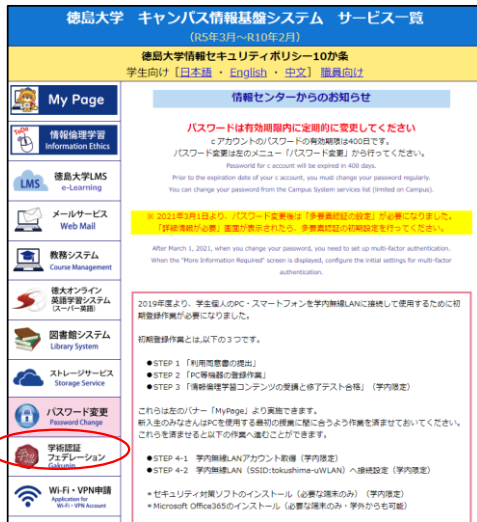 徳島大学 キャンパス情報基盤システム サービス一覧
(R5年3月～R10年2月)
徳島大学情報セキュリティポリシー10か条
学生向け [日本語 ・ English ・ 中文] 職員向け
My Page
情報倫理学習
Information Ethics
LMS
徳島大学LMS
e-Learning
メールサービス
Web Mail
教務システム
Course Management
徳大オンライン
英語学習システム
(スーパー英語)
図書館システム
Library System
ストレージサービス
Storage Service
パスワード変更
Password Change
学術認証
フェデレーション
Gakunin
Wi-Fi・VPN申請
Application for
Wi-Fi・VPN Account
情報センターからのお知らせ
パスワードは有効期限内に定期的に変更してください
cアカウントのパスワードの有効期限は400日です。
パスワード変更は左のメニュー「パスワード変更」から行ってください。
Password for c account will be expired in 400 days.
Prior to the expiration date of your c account, you must change your password regularly.
You can change your password from the Campus System services list (limited on Campus).
※ 2021年3月1日より、パスワード変更後は「多要素認証の設定」が必要になりました。
「詳細情報が必要」画面が表示されたら、多要素認証の初期設定を行ってください。
After March 1, 2021, when you change your password, you need to set up multi-factor authentication.
When the "More Information Required" screen is displayed, configure the initial settings for multi-factor
authentication.
2019年度より、学生個人のPC・スマートフォンを学内無線LANに接続して使用するために初
期登録作業が必要になりました。
初期登録作業とは,以下の３つです。
●STEP 1 「利用同意書の提出」
●STEP 2 「PC等機器の登録作業」
●STEP 3 「情報倫理学習コンテンツの受講と修了テスト合格」 (学内限定)
これらは左のバナー「MyPage」より実施できます。
新入生のみなさんはPCを使用する最初の授業に間に合うよう作業を済ませておいてください。
これらを済ませると以下の作業へ進むことができます。
●STEP 4-1 学内無線LANアカウント取得 (学内限定)
●STEP 4-2 学内無線LAN (SSID:tokushima-uWLAN) へ接続設定 (学内限定)
＊セキュリティ対策ソフトのインストール (必要な端末のみ) (学内限定)
＊Microsoft Office365のインストール (必要な端末のみ・学外からも可能)